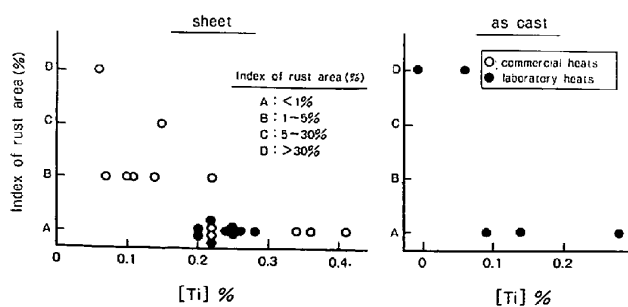 sheet
as cast
Index of rust area (%)
D
C
B
A
0
0.1
0.2
0.3
0.4.
[Ti] %
Index of rust area (%)
A : <1%
B : 1~5%
C : 5~30%
D : >30%
commercial heats
laboratory heats
D
C
B
A
0
0.1
0.2
[Ti] %